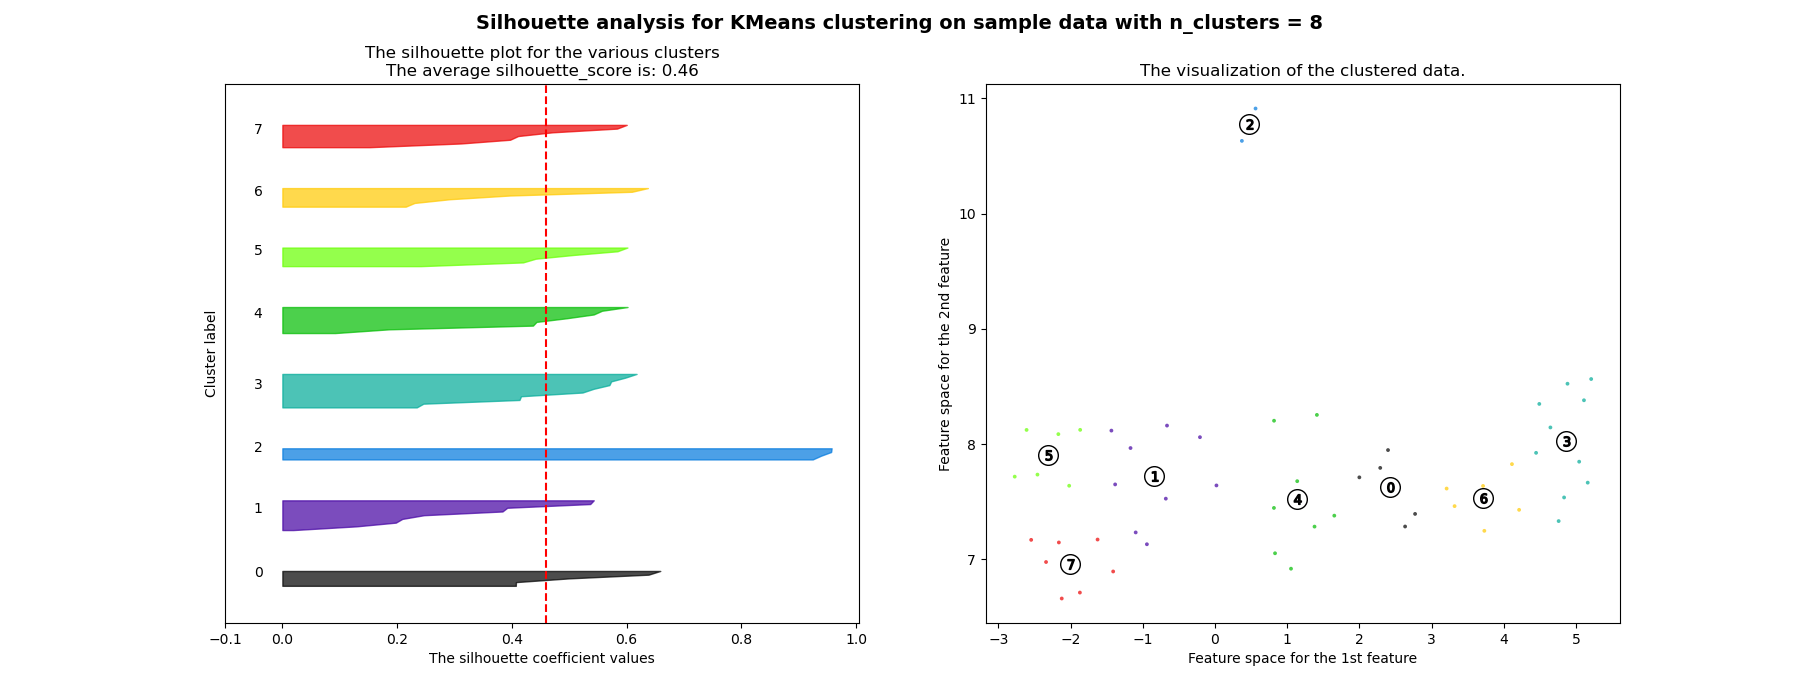 Silhouette analysis for KMeans clustering on sample data with n_clusters = 8
The silhouette plot for the various clusters
The average silhouette_score is: 0.46
7
6
5
4
3
2
1
0
Cluster label
−0.1 0.0 0.2 0.4 0.6 0.8 1.0
The silhouette coefficient values
The visualization of the clustered data.
11
10
9
8
7
Feature space for the 2nd feature
2
3
5
1
0
6
4
7
−3 −2 −1 0 1 2 3 4 5
Feature space for the 1st feature